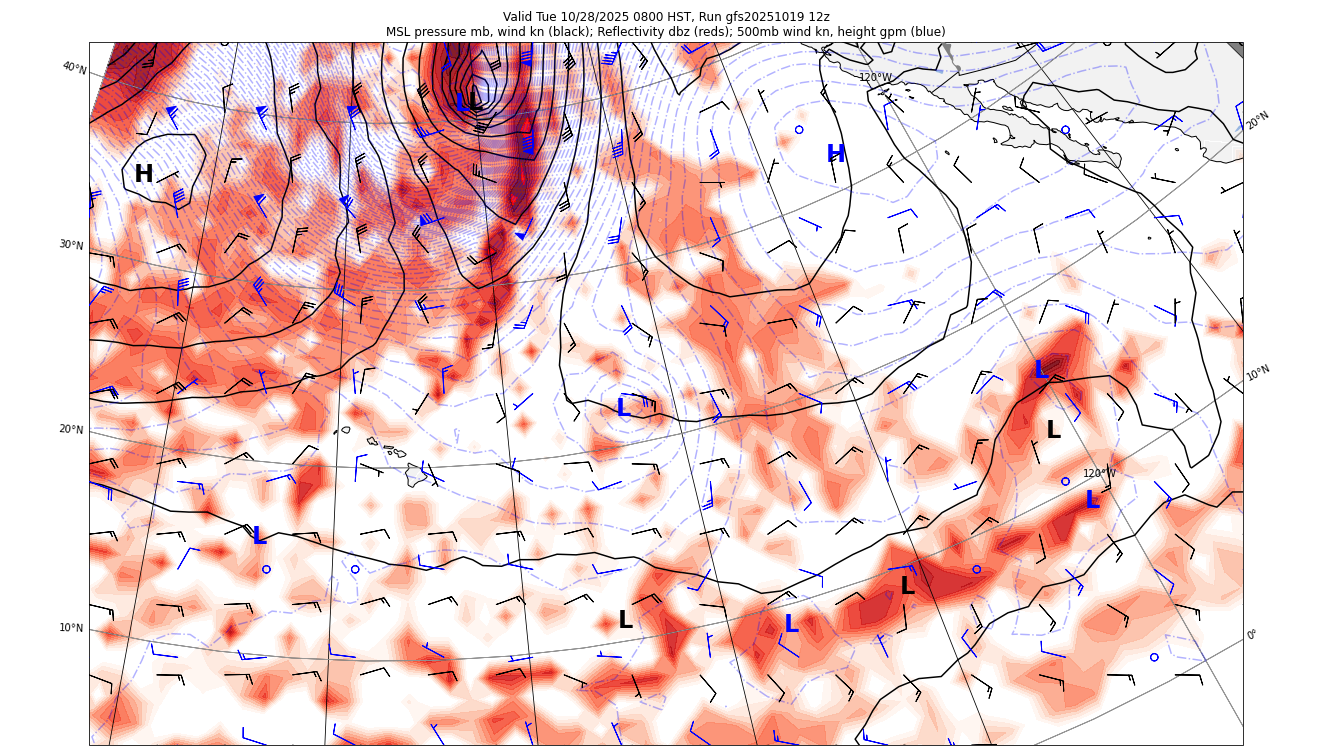 Valid Tue 10/28/2025 0800 HST, Run gfs20251019 12z
MSL pressure mb, wind kn (black); Reflectivity dbz (reds); 500mb wind kn, height gpm (blue)
40°N
120°W
20°N
L L
H
H
30°N
L
10°N
L
20°N
L
120°W
L
L
L
10°N
L
L
0°